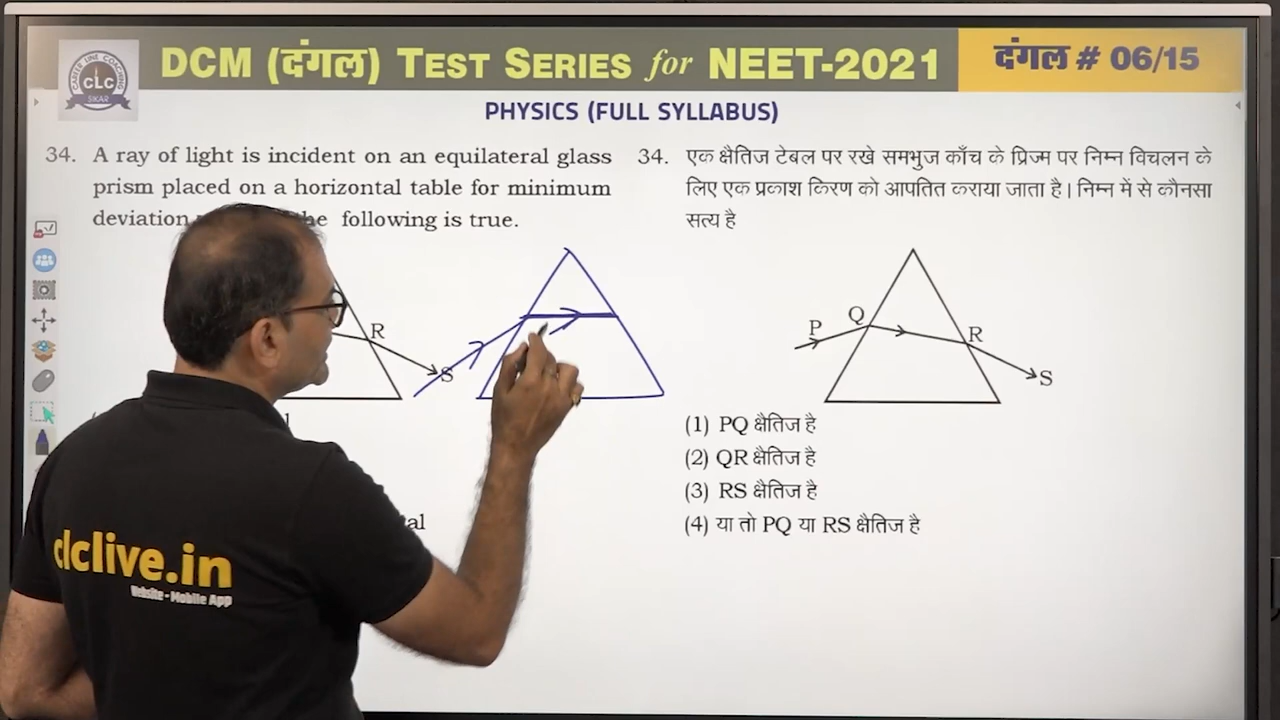 DCM (दंगल) TEST SERIES for NEET-2021
दंगल # 06/15
CAREER LINE COACHING
CLC
SIKAR
PHYSICS (FULL SYLLABUS)
34. A ray of light is incident on an equilateral glass
prism placed on a horizontal table for minimum
deviation the following is true.
R
S
34. एक क्षैतिज टेबल पर रखे समभुज काँच के प्रिज्म पर निम्न विचलन के
लिए एक प्रकाश किरण को आपतित कराया जाता है। निम्न में से कौनसा
सत्य है
P
Q
R
S
(1) PQ क्षैतिज है
(2) QR क्षैतिज है
(3) RS क्षैतिज है
(4) या तो PQ या RS क्षैतिज है
clclive.in
Website - Mobile App